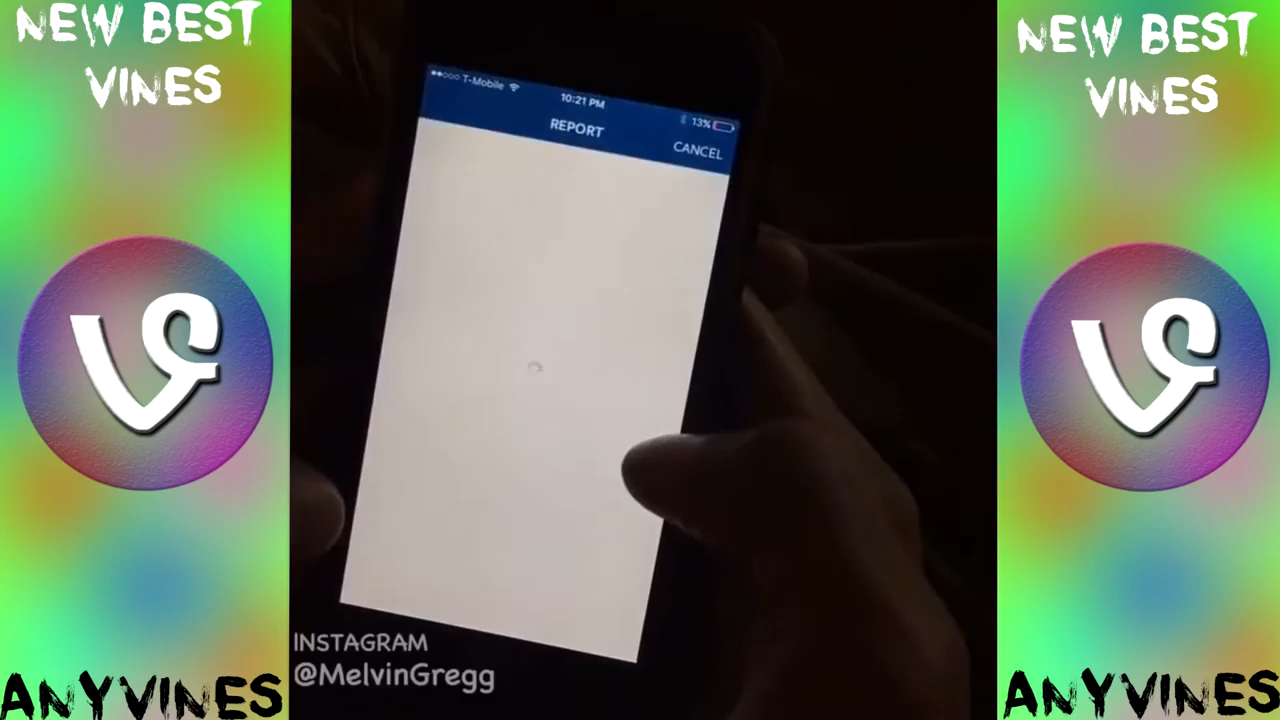 NEW BEST
VINES
ANYVINES
●●○○○ T-Mobile
10:21 PM
13%
REPORT
CANCEL
INSTAGRAM
@MelvinGregg
NEW BEST
VINES
ANYVINES